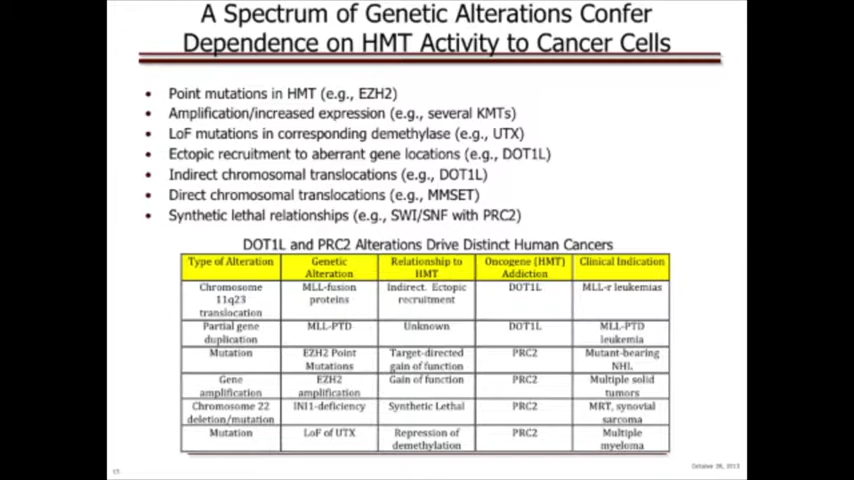 A Spectrum of Genetic Alterations Confer
Dependence on HMT Activity to Cancer Cells
• Point mutations in HMT (e.g., EZH2)
• Amplification/increased expression (e.g., several KMTs)
• LoF mutations in corresponding demethylase (e.g., UTX)
• Ectopic recruitment to aberrant gene locations (e.g., DOT1L)
• Indirect chromosomal translocations (e.g., DOT1L)
• Direct chromosomal translocations (e.g., MMSET)
• Synthetic lethal relationships (e.g., SWI/SNF with PRC2)
DOT1L and PRC2 Alterations Drive Distinct Human Cancers
Type of Alteration Genetic Relationship to Oncogene (HMT) Clinical Indication
Alteration HMT Addiction
Chromosome MLL-fusion Indirect. Ectopic DOT1L MLL-r leukemias
11q23 proteins recruitment
translocation
Partial gene MLL-PTD Unknown DOT1L MLL-PTD
duplication leukemia
Mutation EZH2 Point Target-directed PRC2 Mutant-bearing
Mutations gain of function NHL
Gene EZH2 Gain of function PRC2 Multiple solid
amplification amplification tumors
Chromosome 22 INI1-deficiency Synthetic Lethal PRC2 MRT, synovial
deletion/mutation sarcoma
Mutation LoF of UTX Repression of PRC2 Multiple
demethylation myeloma